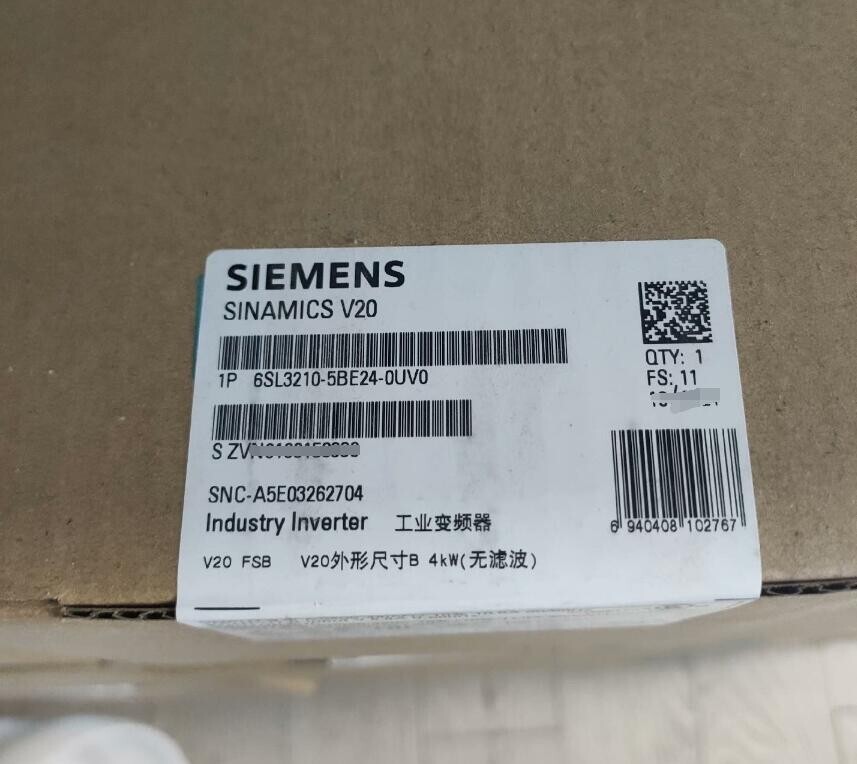 SIEMENS
SINAMICS V20
1P 6SL3210-5BE24-0UV0
QTY: 1
FS: 11
S ZVN
SNC-A5E03262704
Industry Inverter 工业变频器
6 940408 102767
V20 FSB V20外形尺寸B 4kW(无滤波)